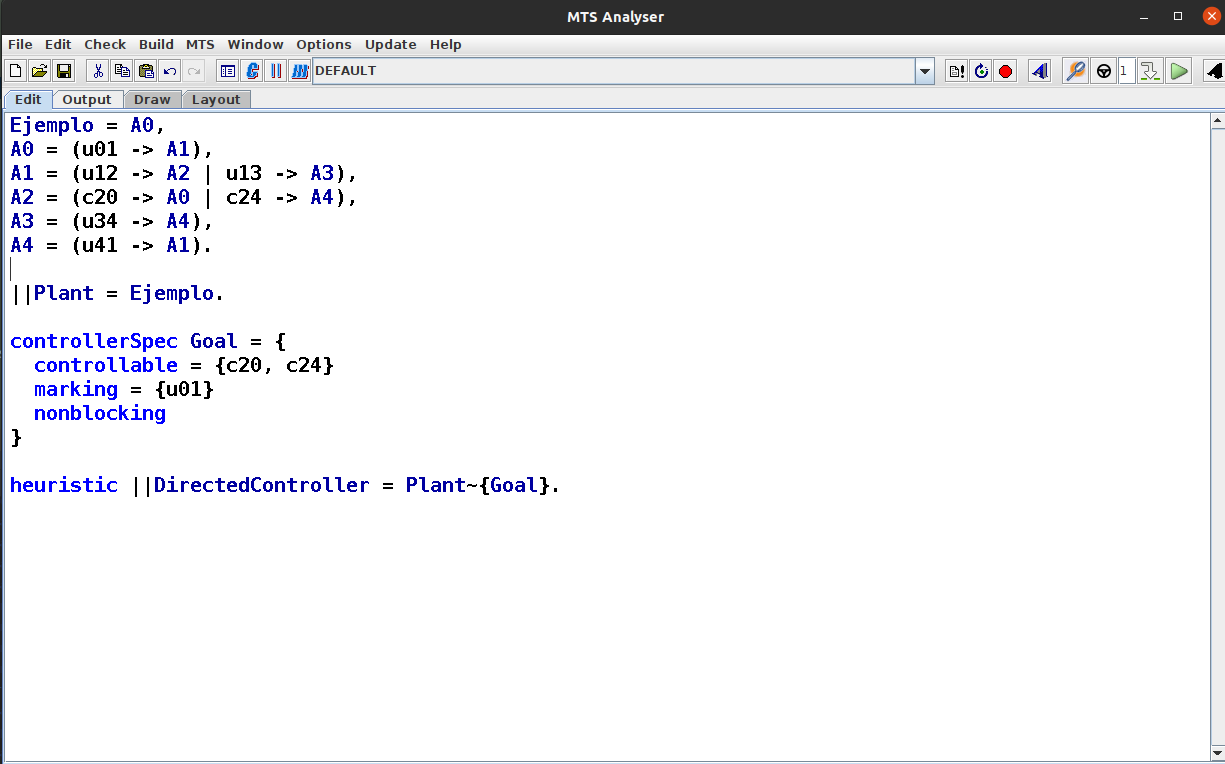 MTS Analyser
File Edit Check Build MTS Window Options Update Help
DEFAULT
1
Edit Output Draw Layout
Ejemplo = A0,
A0 = (u01 -> A1),
A1 = (u12 -> A2 | u13 -> A3),
A2 = (c20 -> A0 | c24 -> A4),
A3 = (u34 -> A4),
A4 = (u41 -> A1).
||Plant = Ejemplo.
controllerSpec Goal = {
  controllable = {c20, c24}
  marking = {u01}
  nonblocking
}
heuristic ||DirectedController = Plant~{Goal}.